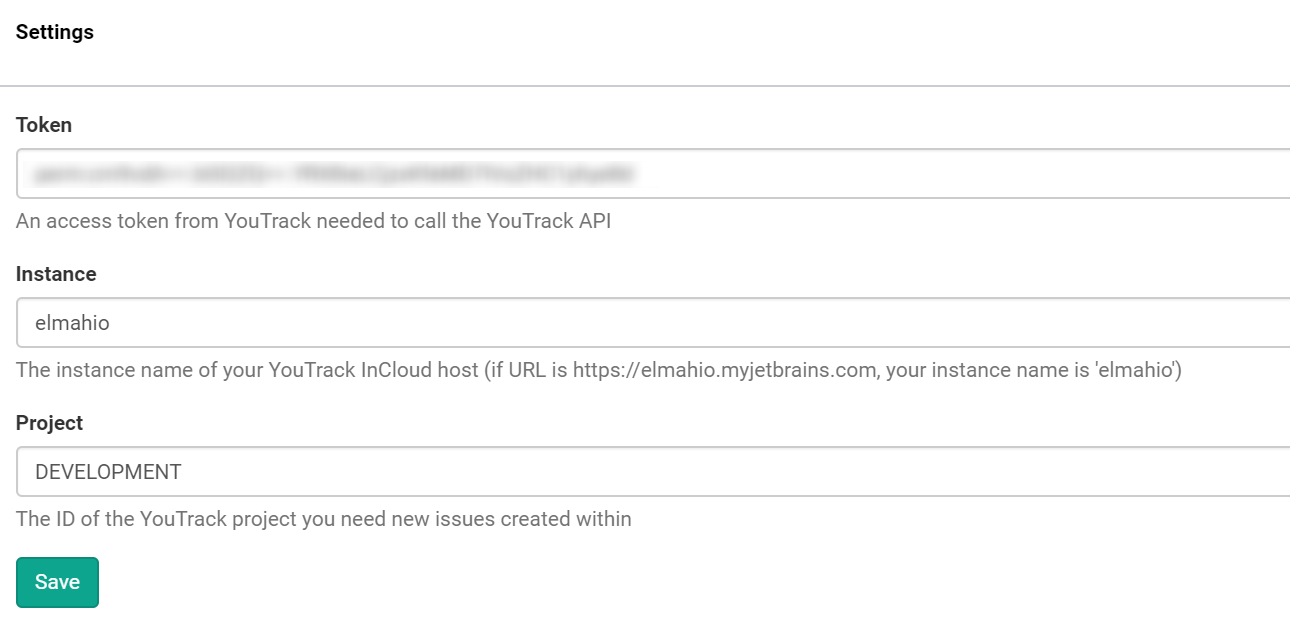 Settings
Token
An access token from YouTrack needed to call the YouTrack API
Instance
elmahio
The instance name of your YouTrack InCloud host (if URL is https://elmahio.myjetbrains.com, your instance name is 'elmahio')
Project
DEVELOPMENT
The ID of the YouTrack project you need new issues created within
Save